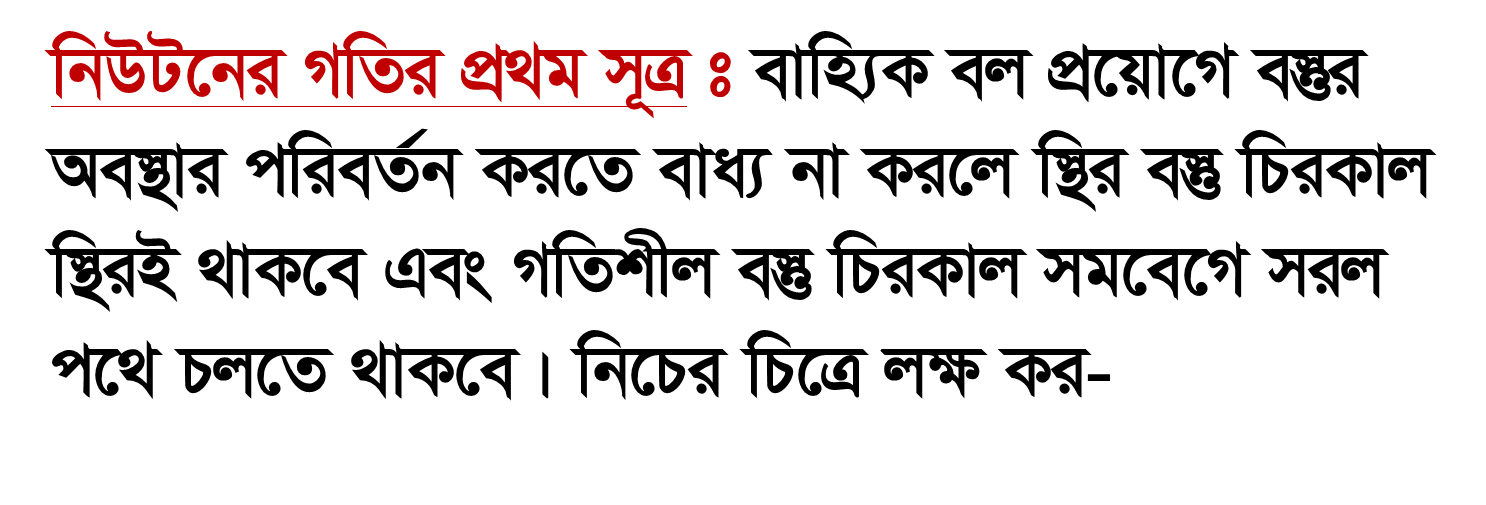 নিউটনের গতির প্রথম সূত্র ঃ বাহ্যিক বল প্রয়োগে বস্তুর
অবস্থার পরিবর্তন করতে বাধ্য না করলে স্থির বস্তু চিরকাল
স্থিরই থাকবে এবং গতিশীল বস্তু চিরকাল সমবেগে সরল
পথে চলতে থাকবে। নিচের চিত্রে লক্ষ কর-